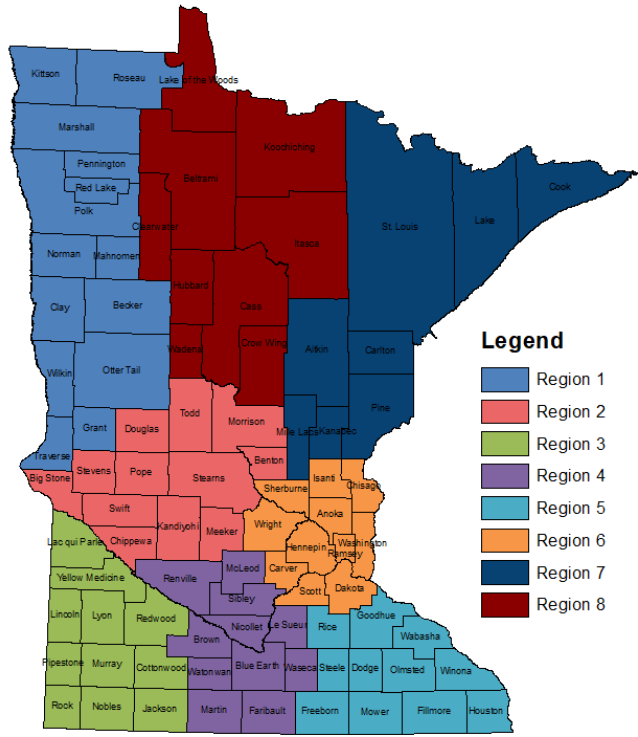 Kittson
Roseau
Lake of the Woods
Marshall
Koochiching
Pennington
Beltrami
Red Lake
Cook
Polk
Clearwater
St. Louis
Lake
Itasca
Norman
Mahnomen
Hubbard
Clay
Becker
Cass
Wadena
Crow Wing
Aitkin
Carlton
Wilkin
Otter Tail
Pine
Todd
Morrison
Mille Lacs
Kanabec
Grant
Douglas
Traverse
Benton
Stevens
Pope
Stearns
Big Stone
Isanti
Chisago
Sherburne
Swift
Anoka
Wright
Kandiyohi
Meeker
Chippewa
Hennepin
Washington
Ramsey
Lac qui Parle
Carver
McLeod
Renville
Yellow Medicine
Scott
Dakota
Sibley
Lincoln
Lyon
Redwood
Nicollet
Le Sueur
Rice
Goodhue
Wabasha
Brown
Pipestone
Murray
Cottonwood
Watonwan
Blue Earth
Waseca
Steele
Dodge
Olmsted
Winona
Rock
Nobles
Jackson
Martin
Faribault
Freeborn
Mower
Fillmore
Houston
Legend
Region 1
Region 2
Region 3
Region 4
Region 5
Region 6
Region 7
Region 8